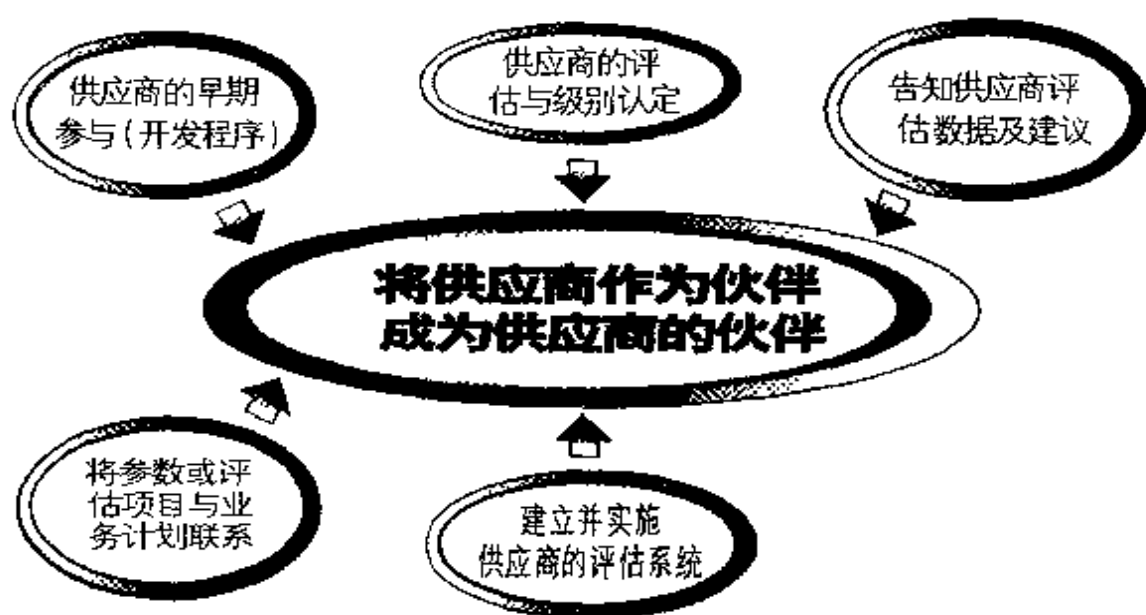 供应商的早期
参与(开发程序)
供应商的评
估与级别认定
告知供应商评
估数据及建议
将供应商作为伙伴
成为供应商的伙伴
将参数或评
估项目与业
务计划联系
建立并实施
供应商的评估系统